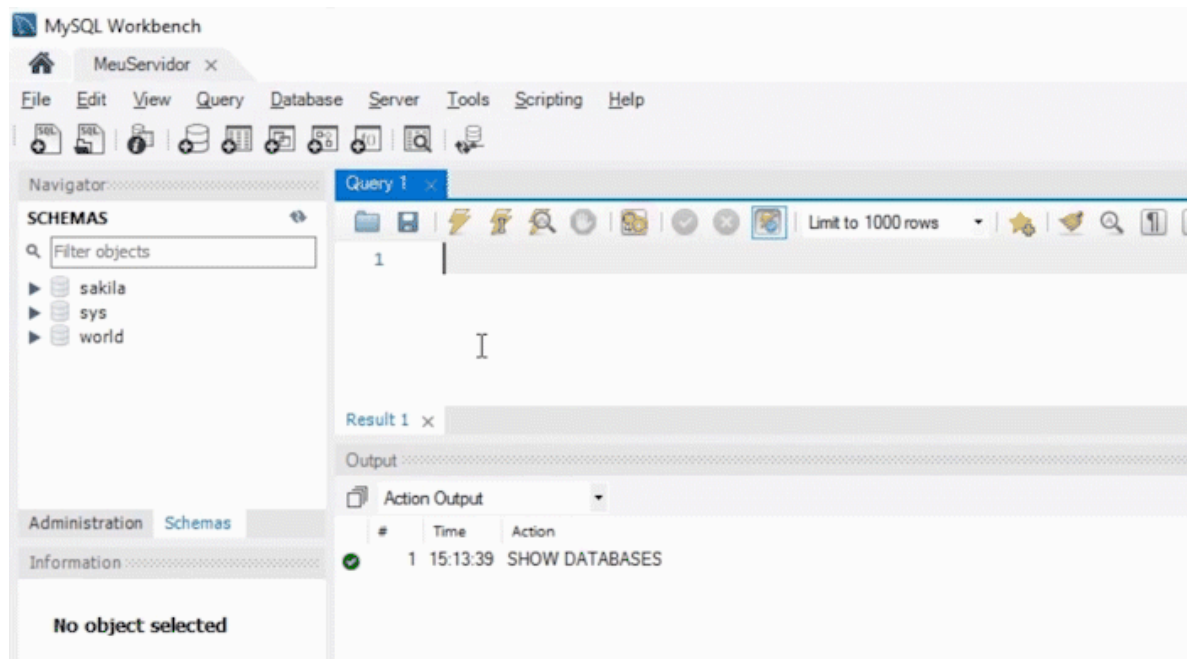 MySQL Workbench
MeuServidor ×
File Edit View Query Database Server Tools Scripting Help
Navigator
Query 1 ×
SCHEMAS
Limit to 1000 rows
Filter objects
1
sakila
sys
world
Result 1 ×
Output
Action Output
Administration Schemas
# Time Action
Information
1 15:13:39 SHOW DATABASES
No object selected